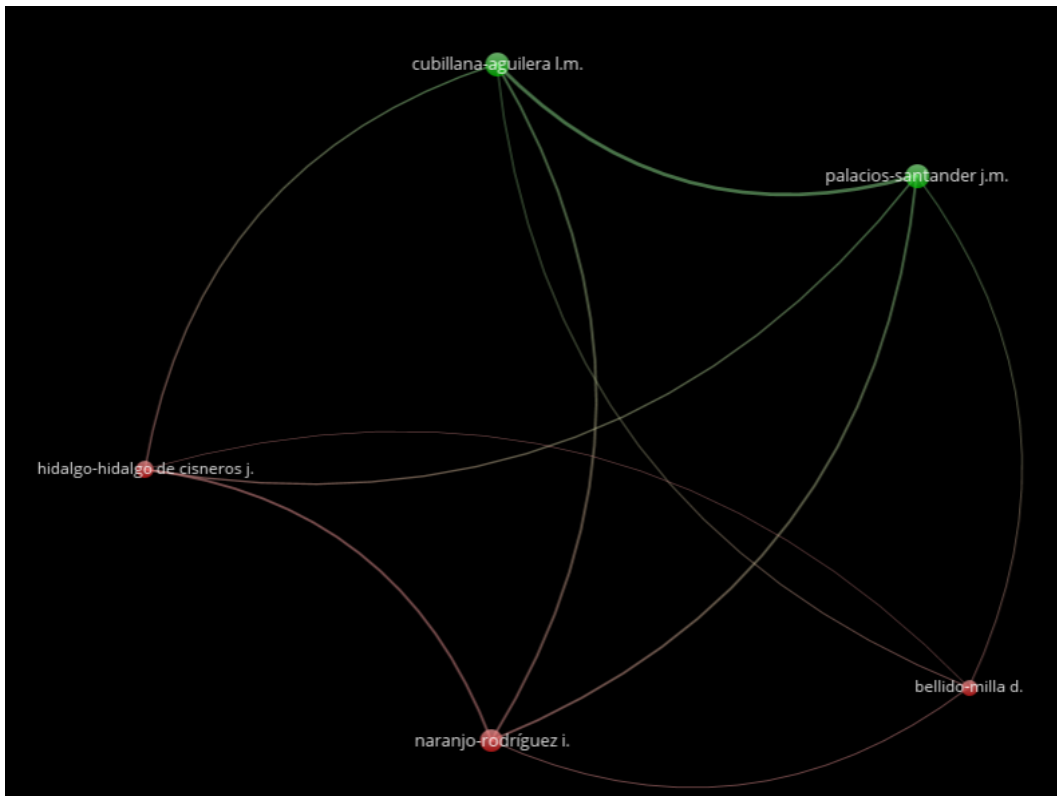 cubillana-aguilera l.m.
palacios-santander j.m.
hidalgo-hidalgo de cisneros j.
bellido-milla d.
naranjo-rodríguez i.